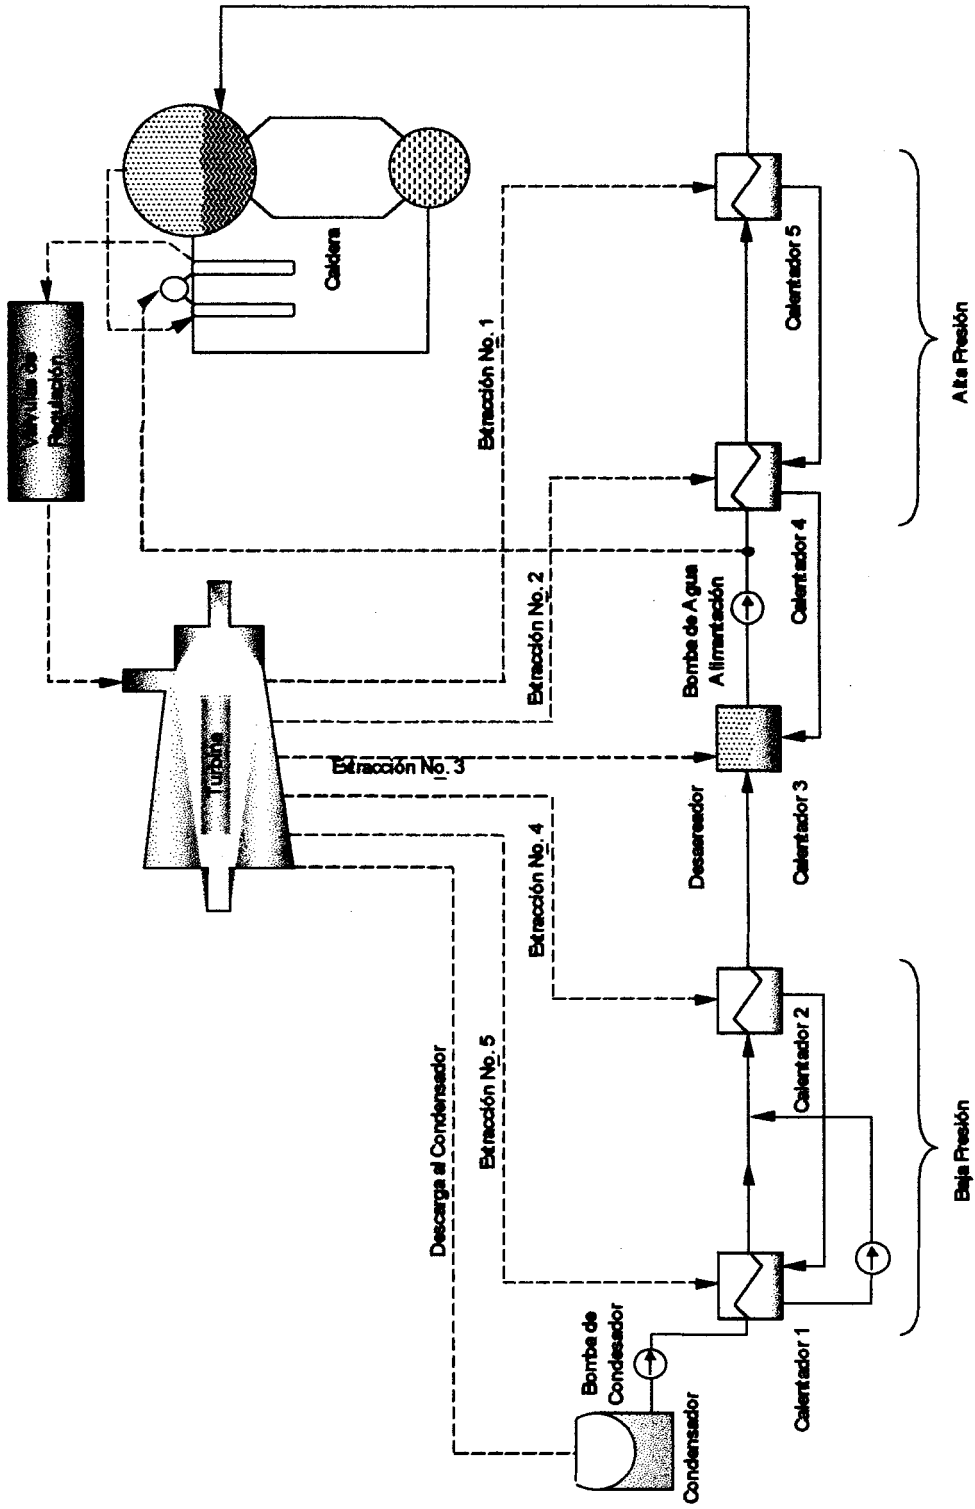 Válvulas de
Regulación
Caldera
Turbina
Extracción No. 1
Extracción No. 2
Extracción No. 3
Extracción No. 4
Extracción No. 5
Descarga al Condensador
Bomba de
Condesador
Condensador
Calentador 1
Calentador 2
Desaereador
Calentador 3
Bomba de Agua
Alimentación
Calentador 4
Calentador 5
Baja Presión
Alta Presión